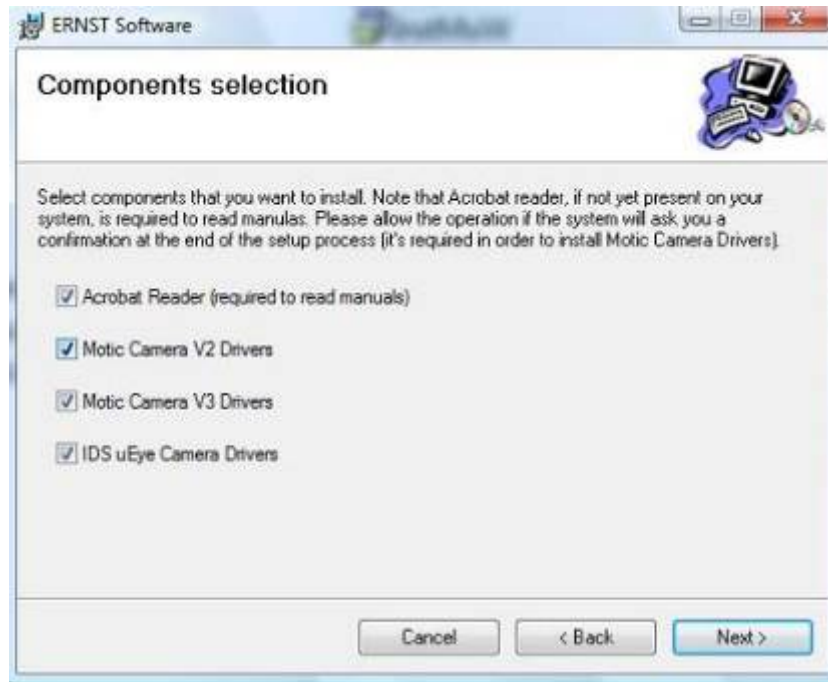 ERNST Software
Components selection
Select components that you want to install. Note that Acrobat reader, if not yet present on your
system, is required to read manulas. Please allow the operation if the system will ask you a
confirmation at the end of the setup process (it's required in order to install Motic Camera Drivers).
Acrobat Reader (required to read manuals)
Motic Camera V2 Drivers
Motic Camera V3 Drivers
IDS uEye Camera Drivers
Cancel
< Back
Next >